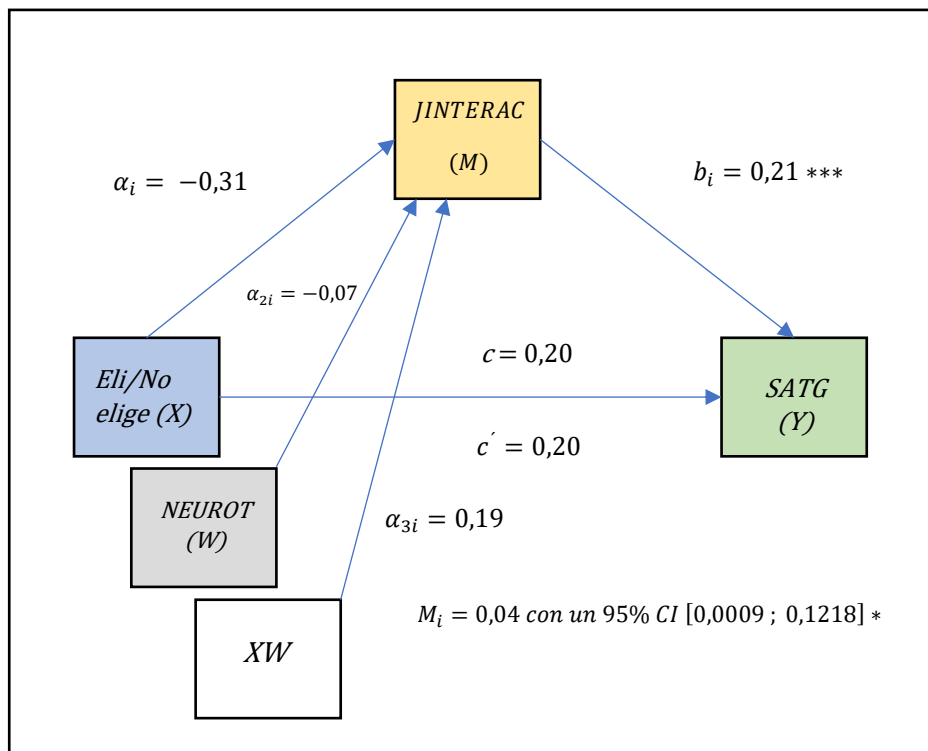 JINTERAC
(M)
αᵢ = −0,31
bᵢ = 0,21 ∗∗∗
α₂ᵢ = −0,07
Eli/No
elige (X)
c = 0,20
c´ = 0,20
SATG
(Y)
NEUROT
(W)
α₃ᵢ = 0,19
XW
Mᵢ = 0,04 con un 95% CI [0,0009 ; 0,1218] ∗